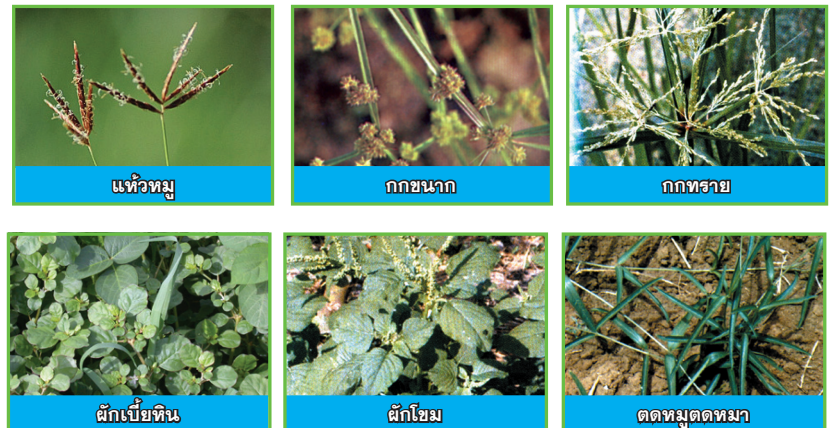 แห้วหมู
กกขนาก
กกทราย
ผักเบี้ยหิน
ผักโขม
ตดหมูตดหมา